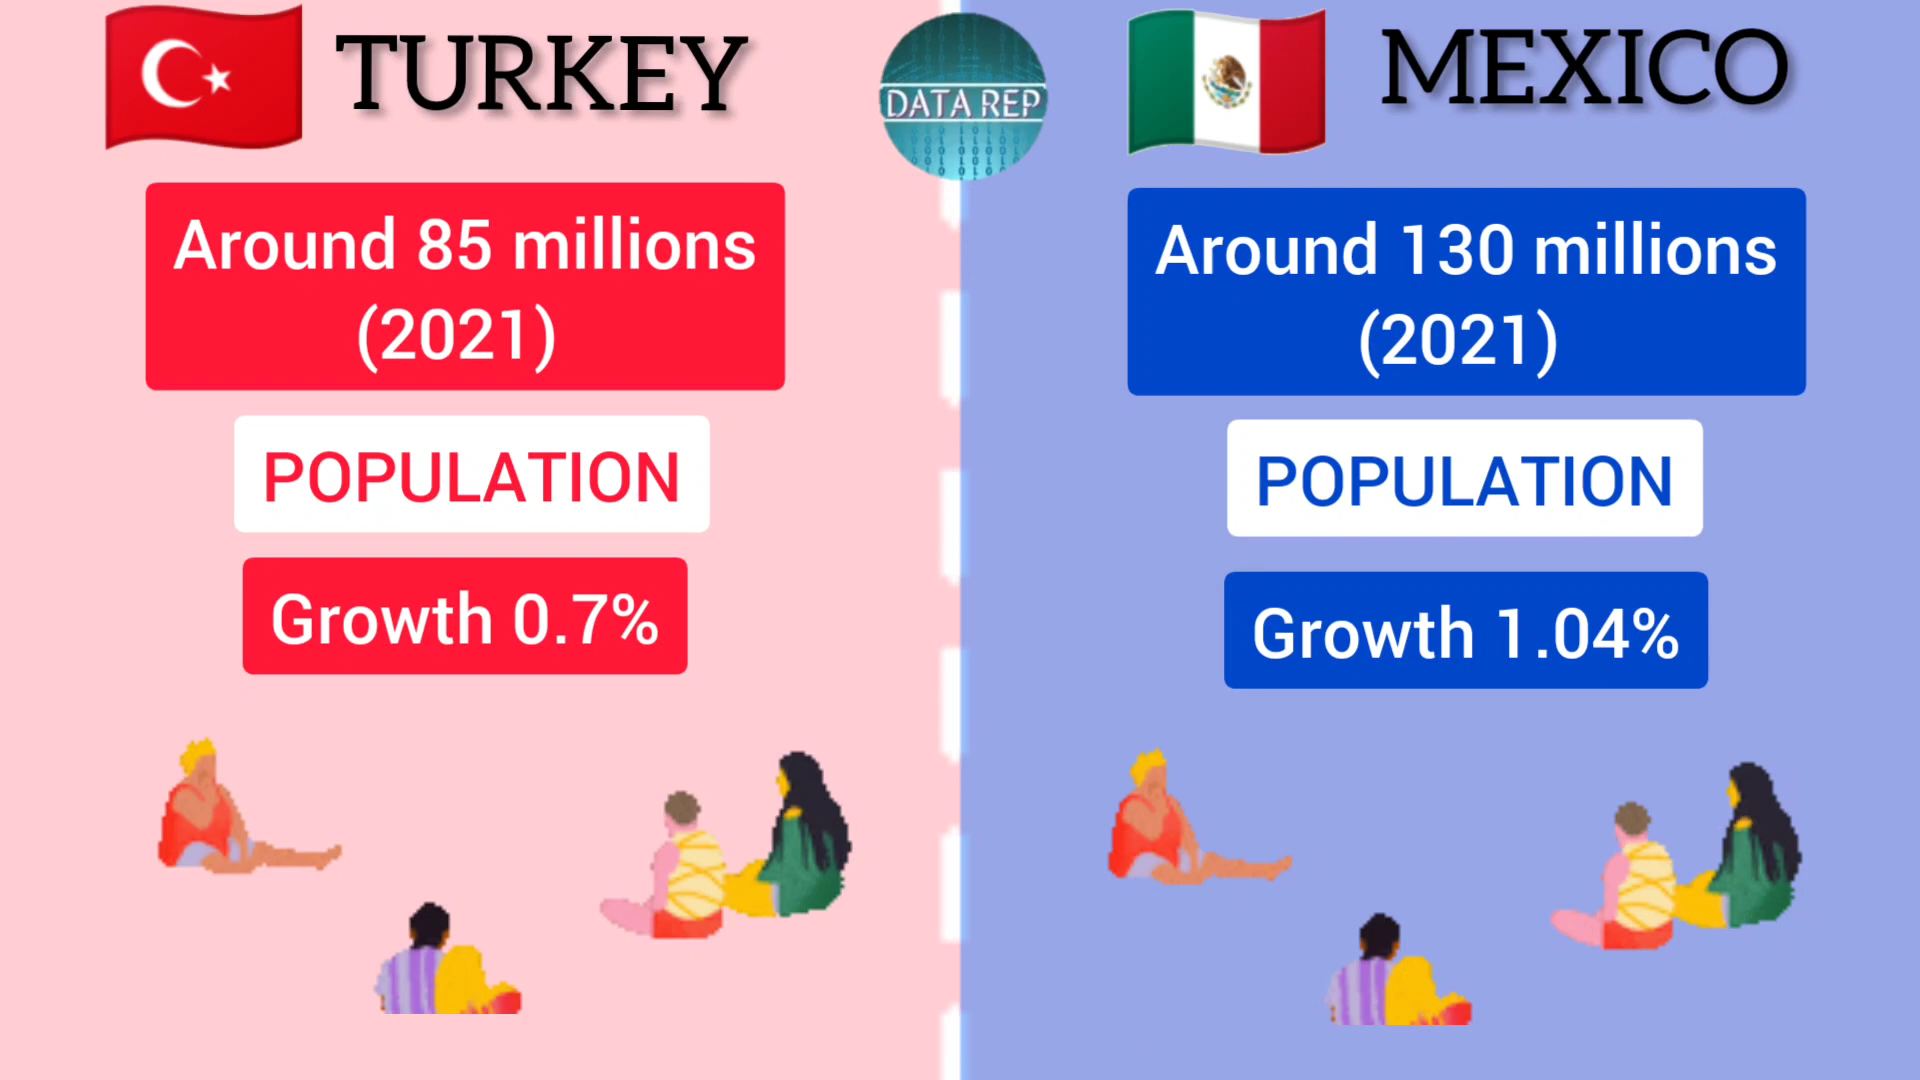 TURKEY
Around 85 millions
(2021)
POPULATION
Growth 0.7%
DATA REP
MEXICO
Around 130 millions
(2021)
POPULATION
Growth 1.04%